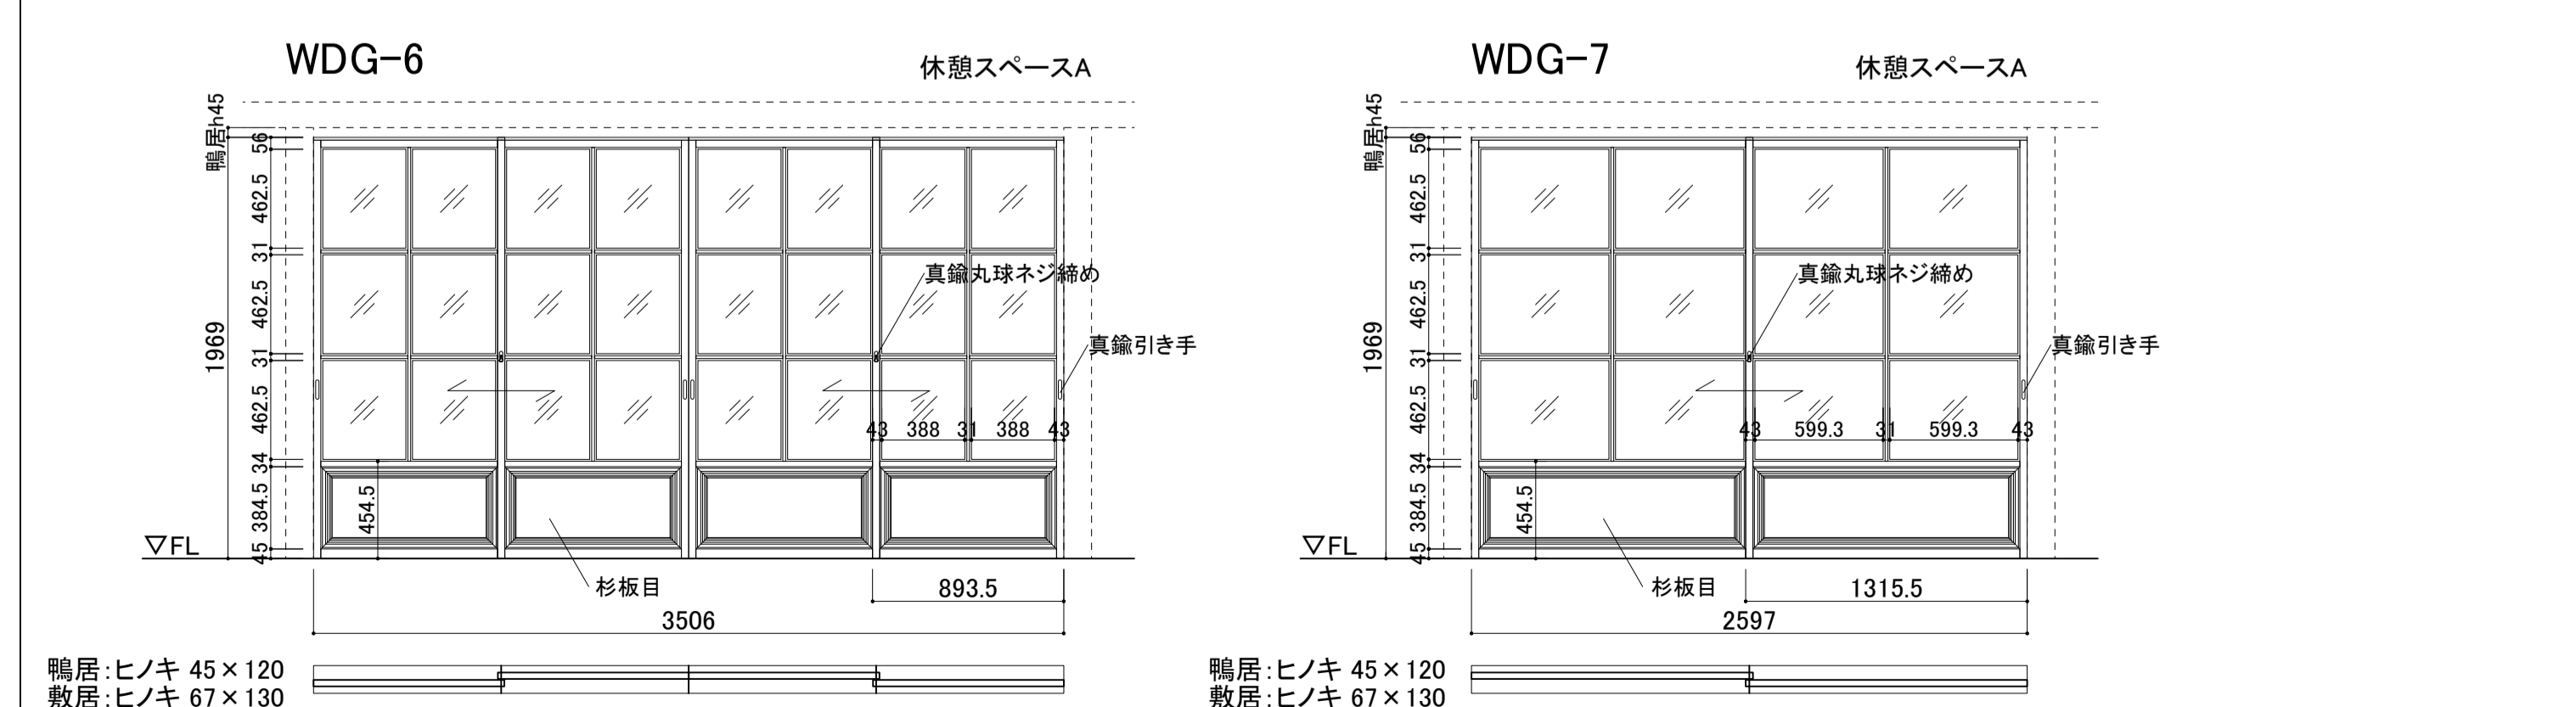 WDG-6
休憩スペースA
鴨居h45
56
462.5
31
462.5
31
462.5
34
384.5
45
1969
454.5
真鍮丸球ネジ締め
真鍮引き手
43 388 31 388 43
▽FL
杉板目
893.5
3506
鴨居:ヒノキ 45×120
敷居:ヒノキ 67×130
WDG-7
休憩スペースA
鴨居h45
56
462.5
31
462.5
31
462.5
34
384.5
45
1969
454.5
真鍮丸球ネジ締め
真鍮引き手
43 599.3 31 599.3 43
▽FL
杉板目
1315.5
2597
鴨居:ヒノキ 45×120
敷居:ヒノキ 67×130